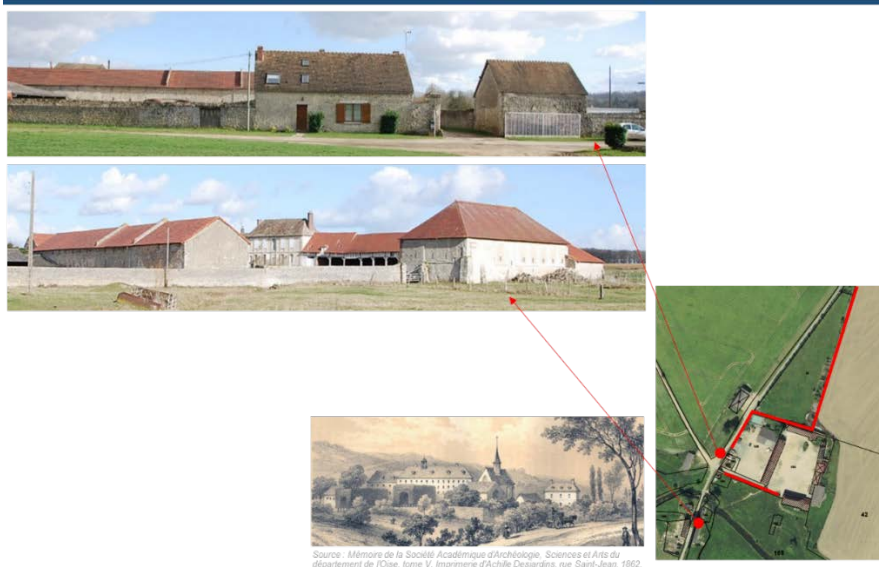 Source : Mémoire de la Société Académique d'Archéologie, Sciences et Arts du
département de l'Oise, tome V, Imprimerie d'Achille Desjardins, rue Saint-Jean, 1862.
42